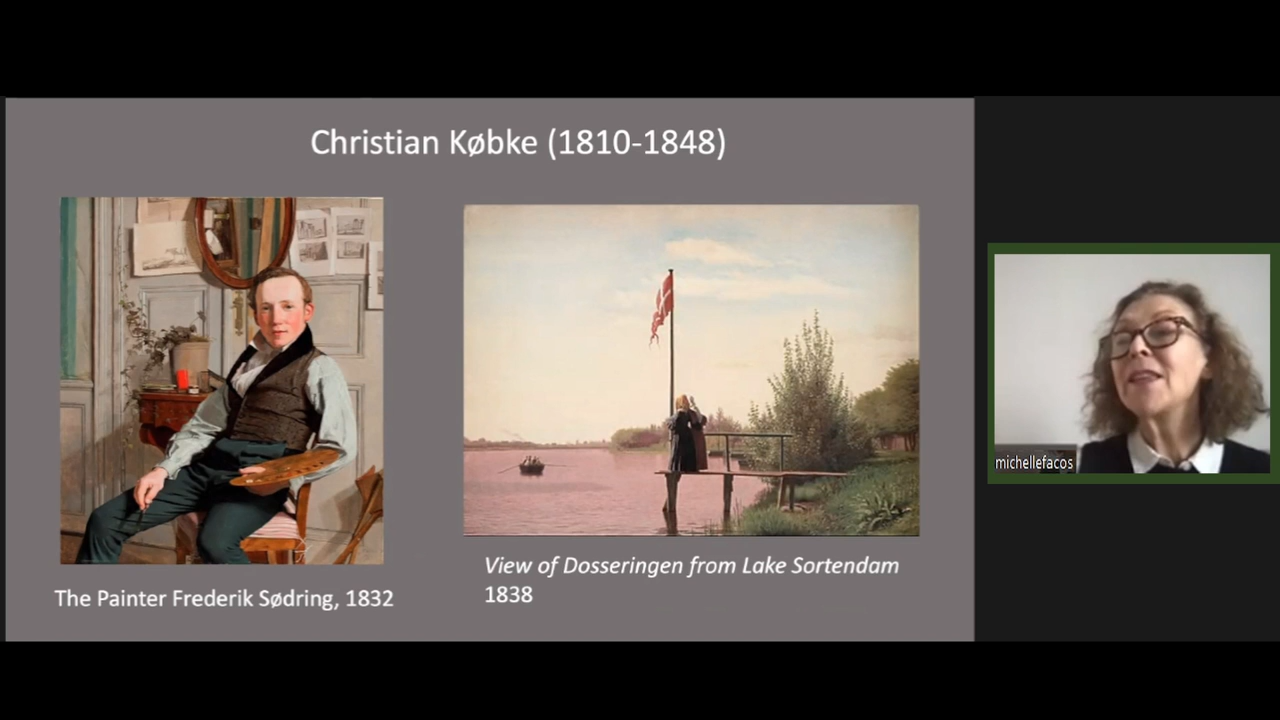 Christian Købke (1810-1848)
The Painter Frederik Sødring, 1832
View of Dosseringen from Lake Sortendam
1838
michellefacos